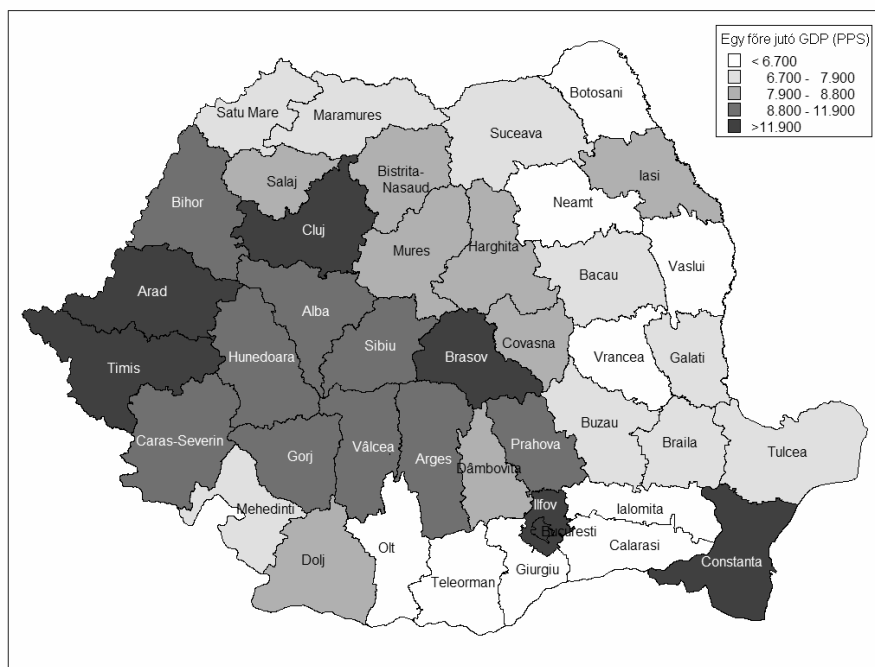 Egy főre jutó GDP (PPS)
< 6.700
6.700 - 7.900
7.900 - 8.800
8.800 - 11.900
>11.900
Botosani
Satu Mare
Maramures
Suceava
Salaj
Bistrita-
Nasaud
Iasi
Bihor
Neamt
Cluj
Mures
Harghita
Vaslui
Bacau
Arad
Alba
Sibiu
Covasna
Hunedoara
Brasov
Vrancea
Galati
Timis
Buzau
Caras-Severin
Gorj
Vâlcea
Arges
Prahova
Braila
Tulcea
Dâmbovita
Mehedinti
Ilfov
Ialomita
Bucuresti
Olt
Calarasi
Dolj
Giurgiu
Constanta
Teleorman